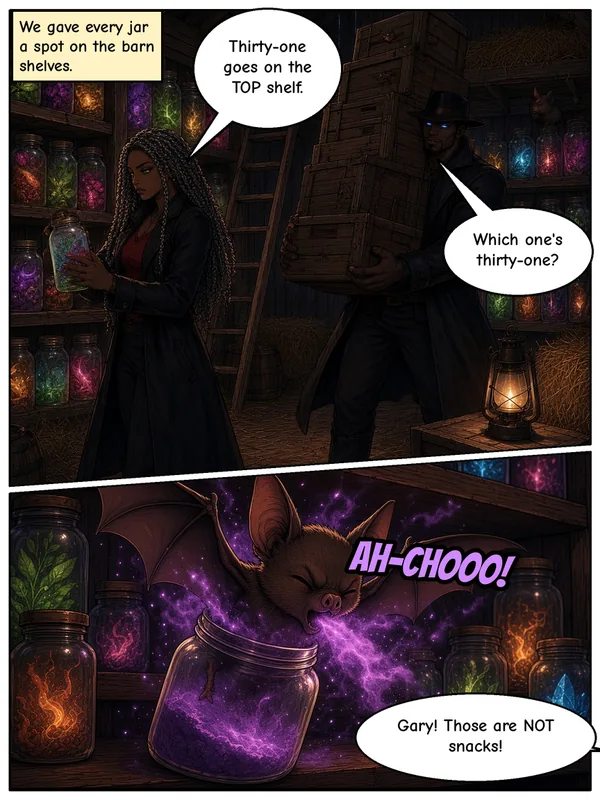 We gave every jar
a spot on the barn
shelves.
Thirty-one
goes on the
TOP shelf.
Which one's
thirty-one?
AH-CHOOO!
Gary! Those are NOT
snacks!